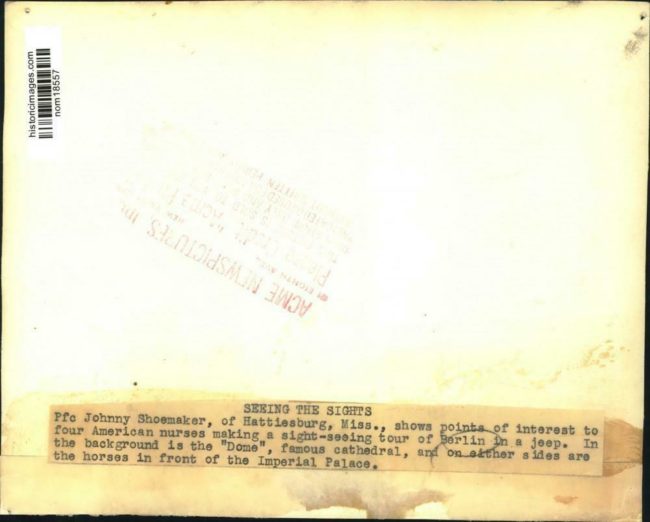 historicimages.com
nom18557
ACME NEWSPICTURES, 
EIGHTH AVE.
SEEING THE SIGHTS
Pfc Johnny Shoemaker, of Hattiesburg, Miss., shows points of interest to
four American nurses making a sight-seeing tour of Berlin in a jeep. In
the background is the "Dome", famous cathedral, and on either sides are
the horses in front of the Imperial Palace.